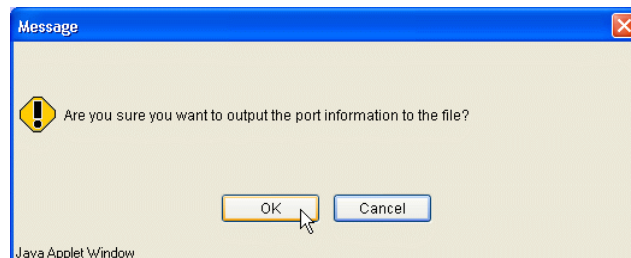 Message
Are you sure you want to output the port information to the file?
OK Cancel
Java Applet Window